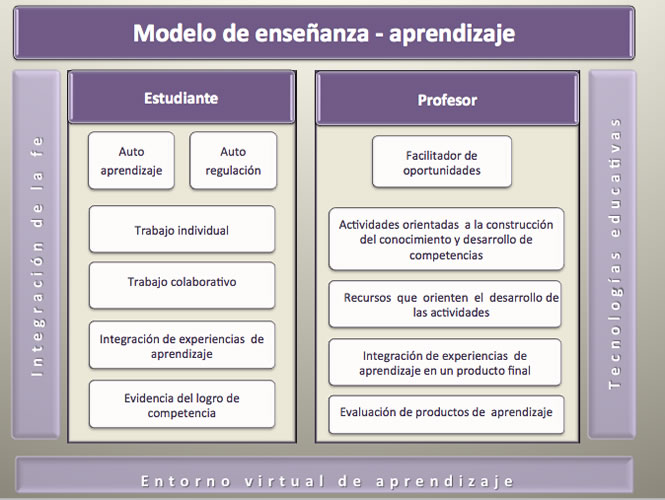 Modelo de enseñanza - aprendizaje
Integración de la fe
Estudiante
Auto
aprendizaje
Auto
regulación
Trabajo individual
Trabajo colaborativo
Integración de experiencias de
aprendizaje
Evidencia del logro de
competencia
Profesor
Facilitador de
oportunidades
Actividades orientadas a la construcción
del conocimiento y desarrollo de
competencias
Recursos que orienten el desarrollo de
las actividades
Integración de experiencias de
aprendizaje en un producto final
Evaluación de productos de aprendizaje
Tecnologías educativas
Entorno virtual de aprendizaje